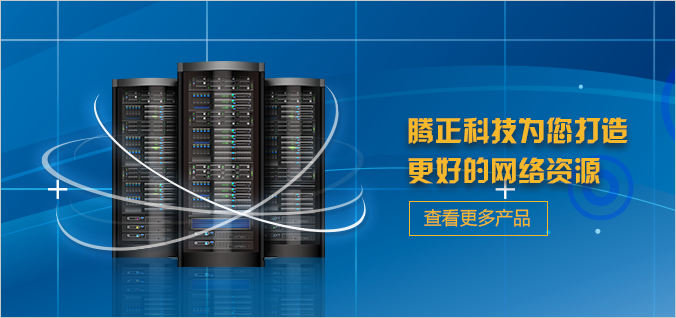 腾正科技为您打造
更好的网络资源
查看更多产品